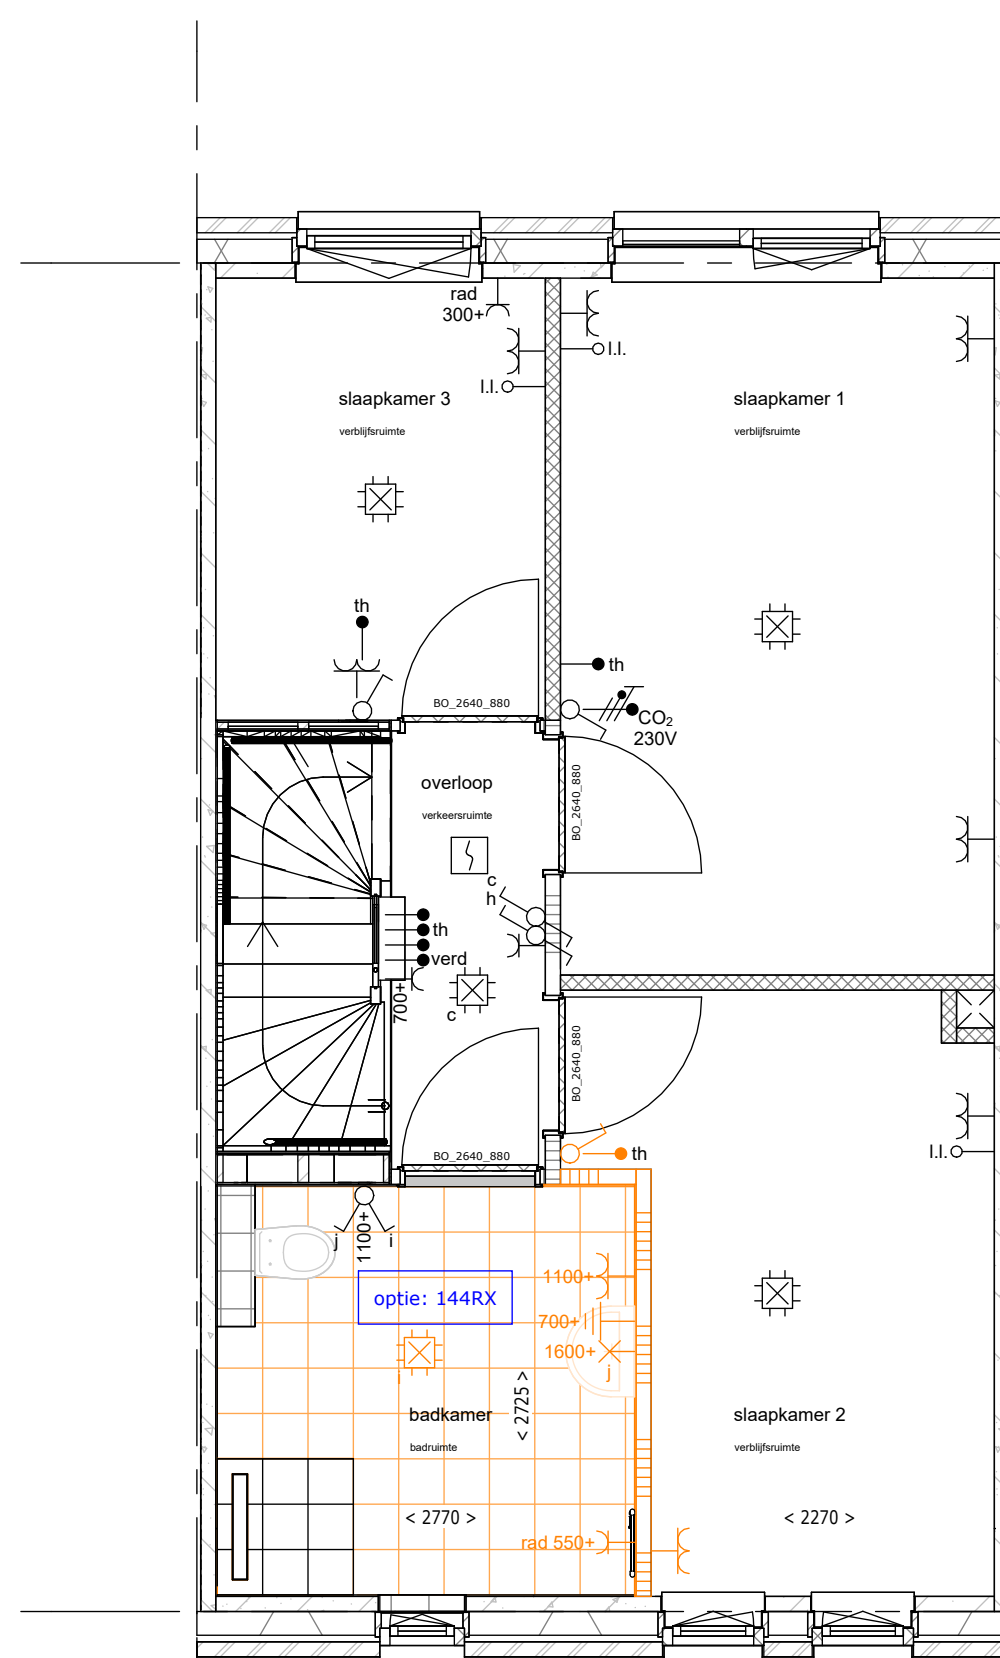 rad
300+
l.l.
l.l.
slaapkamer 3
verblijfsruimte
slaapkamer 1
verblijfsruimte
th
th
BO_2640_880
CO₂
230V
BO_2640_880
overloop
verkeersruimte
c
h
th
verd
700+
c
BO_2640_880
BO_2640_880
th
l.l.
j
1100+
i
1100+
optie: 144RX
700+
1600+
j
i
< 2725 >
badkamer
badruimte
slaapkamer 2
verblijfsruimte
< 2770 >
< 2270 >
rad 550+